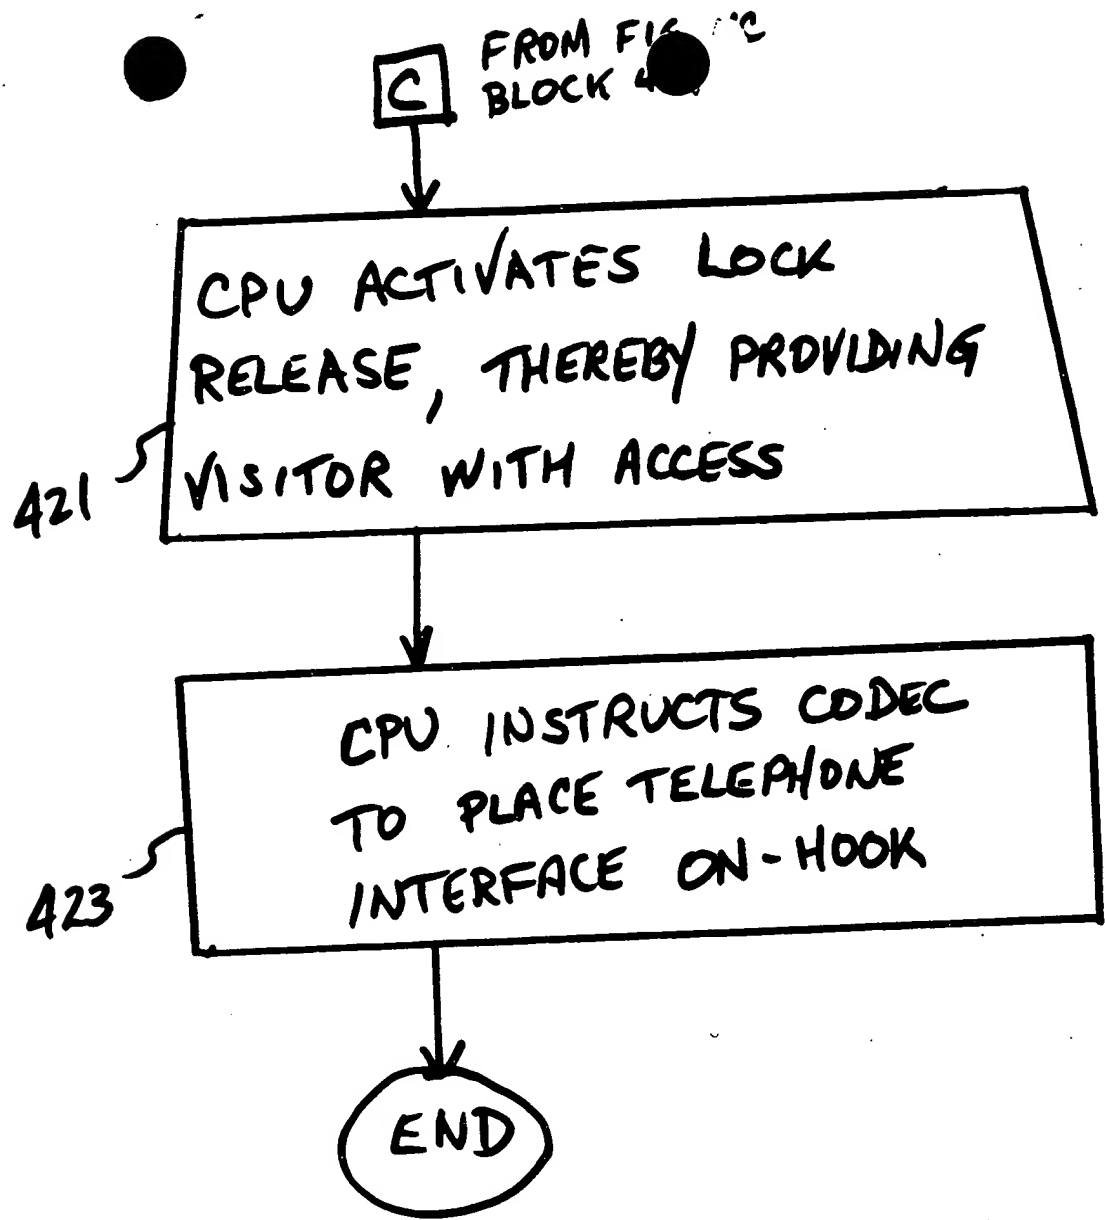 C
FROM
BLOCK
CPU ACTIVATES LOCK
RELEASE, THEREBY PROVIDING
VISITOR WITH ACCESS
421
CPU INSTRUCTS CODEC
TO PLACE TELEPHONE
INTERFACE ON-HOOK
423
END